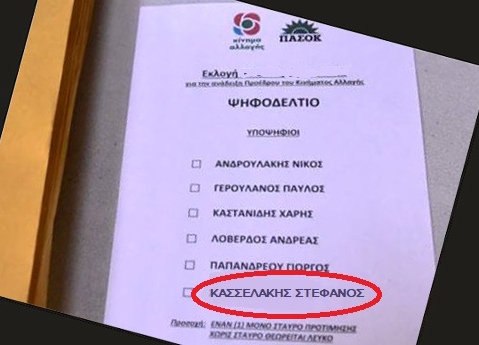 κίνημα
αλλαγής
ΠΑΣΟΚ
Εκλογή
για την ανάδειξη Προέδρου του Κινήματος Αλλαγής
ΨΗΦΟΔΕΛΤΙΟ
ΥΠΟΨΗΦΙΟΙ
ΑΝΔΡΟΥΛΑΚΗΣ ΝΙΚΟΣ
ΓΕΡΟΥΛΑΝΟΣ ΠΑΥΛΟΣ
ΚΑΣΤΑΝΙΔΗΣ ΧΑΡΗΣ
ΛΟΒΕΡΔΟΣ ΑΝΔΡΕΑΣ
ΠΑΠΑΝΔΡΕΟΥ ΓΙΩΡΓΟΣ
ΚΑΣΣΕΛΑΚΗΣ ΣΤΕΦΑΝΟΣ
Προσοχή: ΕΝΑΝ (1) ΜΟΝΟ ΣΤΑΥΡΟ ΠΡΟΤΙΜΗΣΗΣ
ΧΩΡΙΣ ΣΤΑΥΡΟ ΘΕΩΡΕΙΤΑΙ ΛΕΥΚΟ